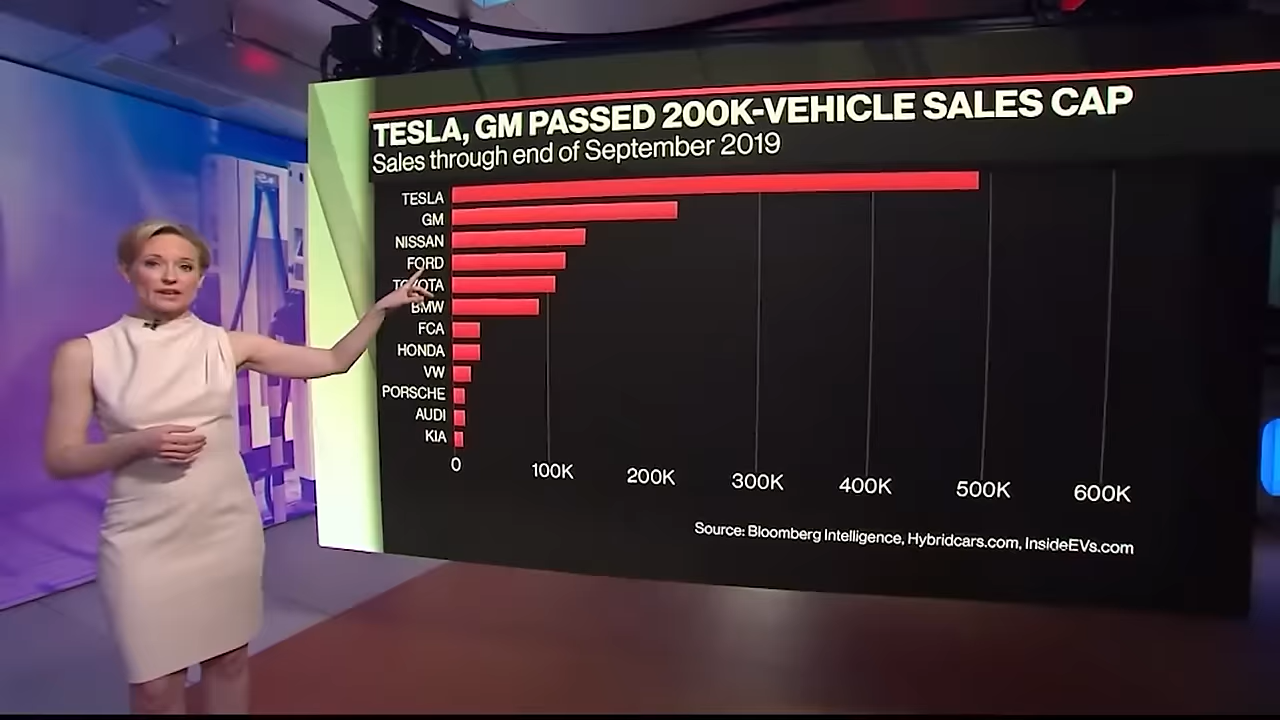 TESLA, GM PASSED 200K-VEHICLE SALES CAP
Sales through end of September 2019
TESLA
GM
NISSAN
FORD
TOYOTA
BMW
FCA
HONDA
VW
PORSCHE
AUDI
KIA
0 100K 200K 300K 400K 500K 600K
Source: Bloomberg Intelligence, Hybridcars.com, InsideEVs.com